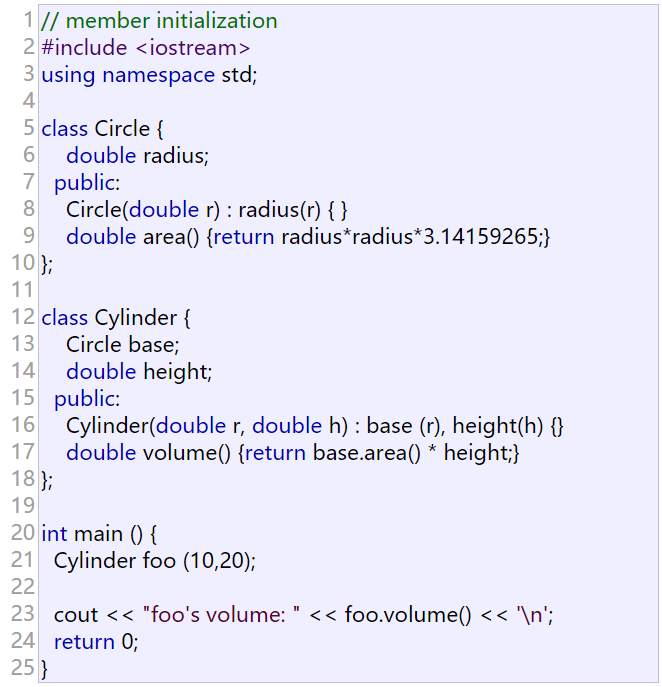 1 // member initialization
2 #include <iostream>
3 using namespace std;
4
5 class Circle {
6     double radius;
7   public:
8     Circle(double r) : radius(r) { }
9     double area() {return radius*radius*3.14159265;}
10 };
11
12 class Cylinder {
13     Circle base;
14     double height;
15   public:
16     Cylinder(double r, double h) : base (r), height(h) {}
17     double volume() {return base.area() * height;}
18 };
19
20 int main () {
21   Cylinder foo (10,20);
22
23   cout << "foo's volume: " << foo.volume() << '\n';
24   return 0;
25 }